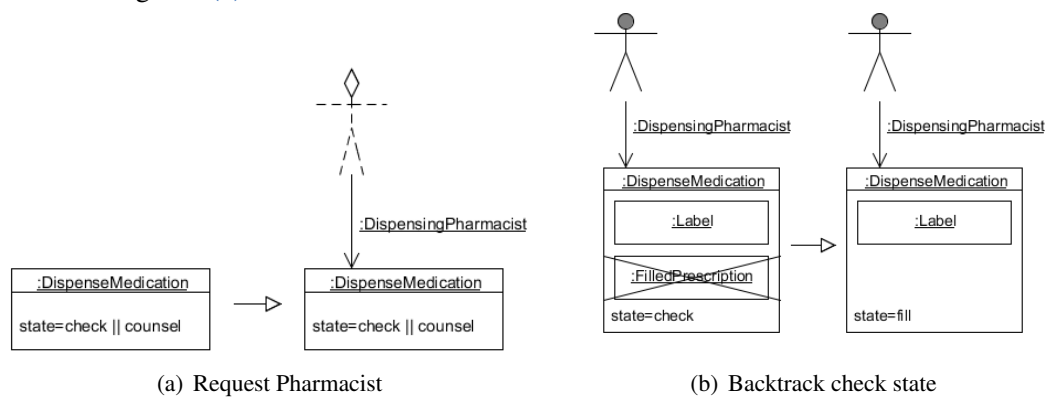 :DispensingPharmacist
:DispenseMedication
state=check || counsel
:DispenseMedication
state=check || counsel
(a) Request Pharmacist
:DispensingPharmacist
:DispenseMedication
:Label
:FilledPrescription
state=check
:DispensingPharmacist
:DispenseMedication
:Label
state=fill
(b) Backtrack check state